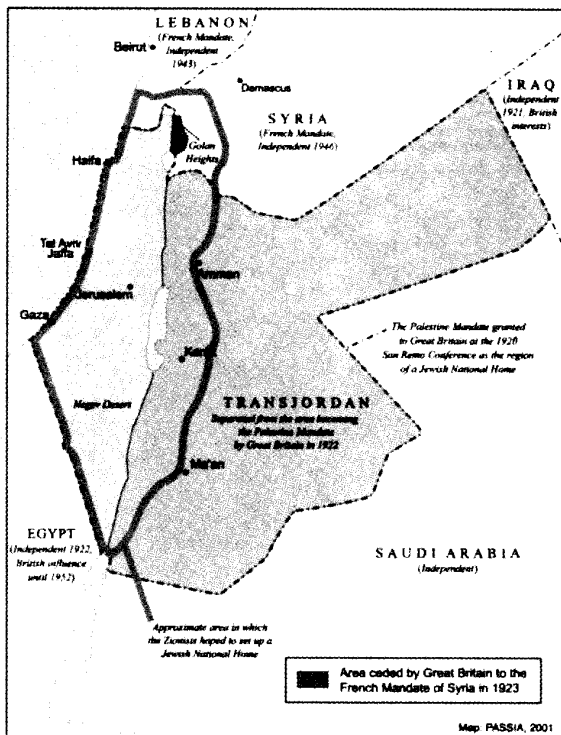 LEBANON
(French Mandate,
Independent
1943)
Beirut
Damascus
IRAQ
(Independent
1921, British
interests)
SYRIA
(French Mandate,
Independent 1946)
Golan
Heights
Haifa
Tel Aviv
Jaffa
Amman
Jerusalem
Gaza
Karak
The Palestine Mandate granted
to Great Britain at the 1920
San Remo Conference as the region
of a Jewish National Home
Negev Desert
TRANSJORDAN
Separated from the area
the Palestine Mandate
by Great Britain in 1922
Ma'an
EGYPT
(Independent 1922,
British influence
until 1952)
SAUDI ARABIA
(Independent)
Approximate area in which
the Zionists hoped to set up a
Jewish National Home
Area ceded by Great Britain to the
French Mandate of Syria in 1923
Map: PASSIA, 2001